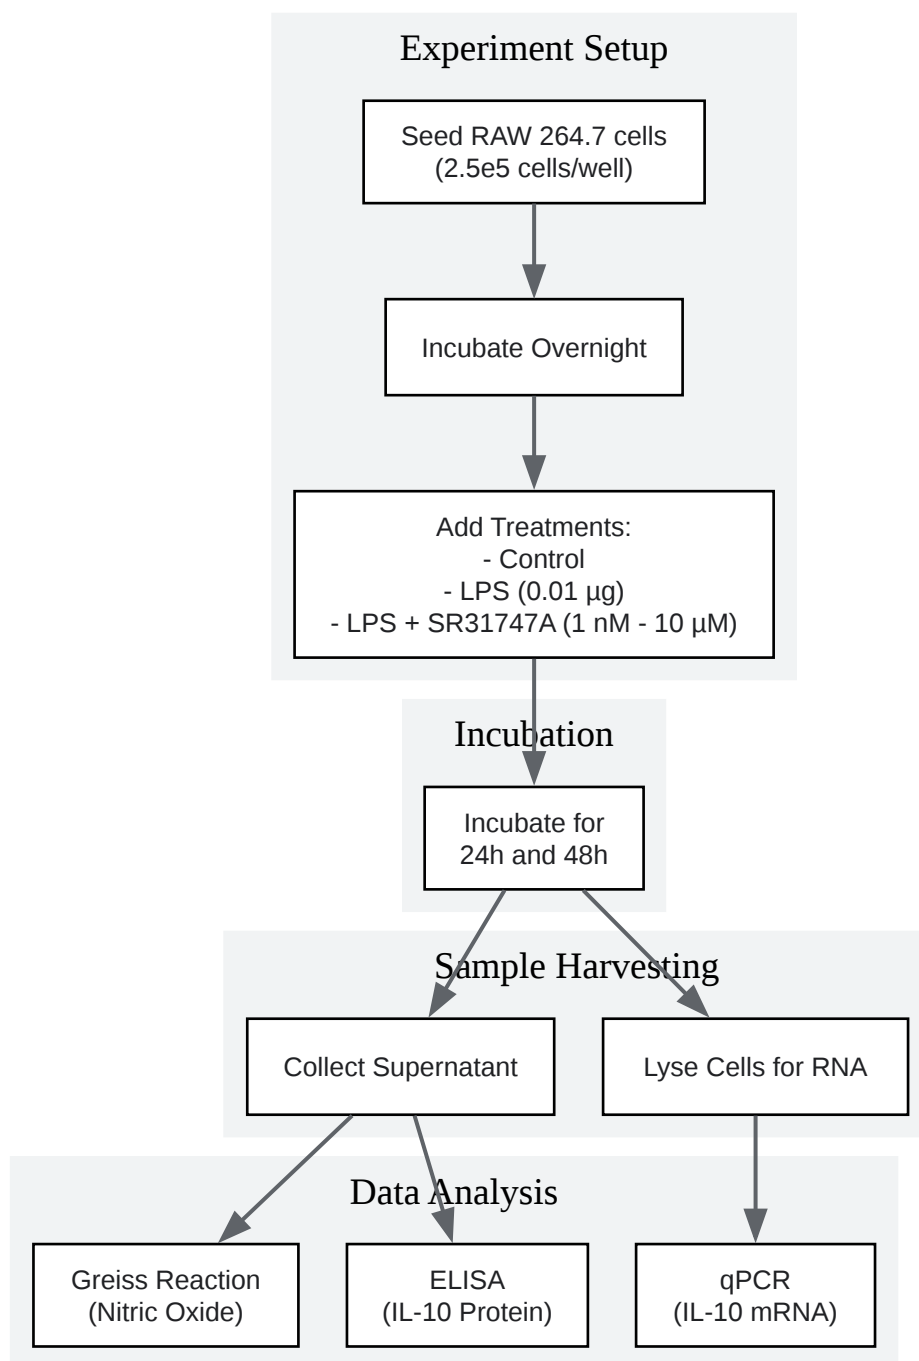 Experiment Setup
Seed RAW 264.7 cells
(2.5e5 cells/well)
Incubate Overnight
Add Treatments:
- Control
- LPS (0.01 µg)
- LPS + SR31747A (1 nM - 10 µM)
Incubation
Incubate for
24h and 48h
Sample Harvesting
Collect Supernatant
Lyse Cells for RNA
Data Analysis
Greiss Reaction
(Nitric Oxide)
ELISA
(IL-10 Protein)
qPCR
(IL-10 mRNA)